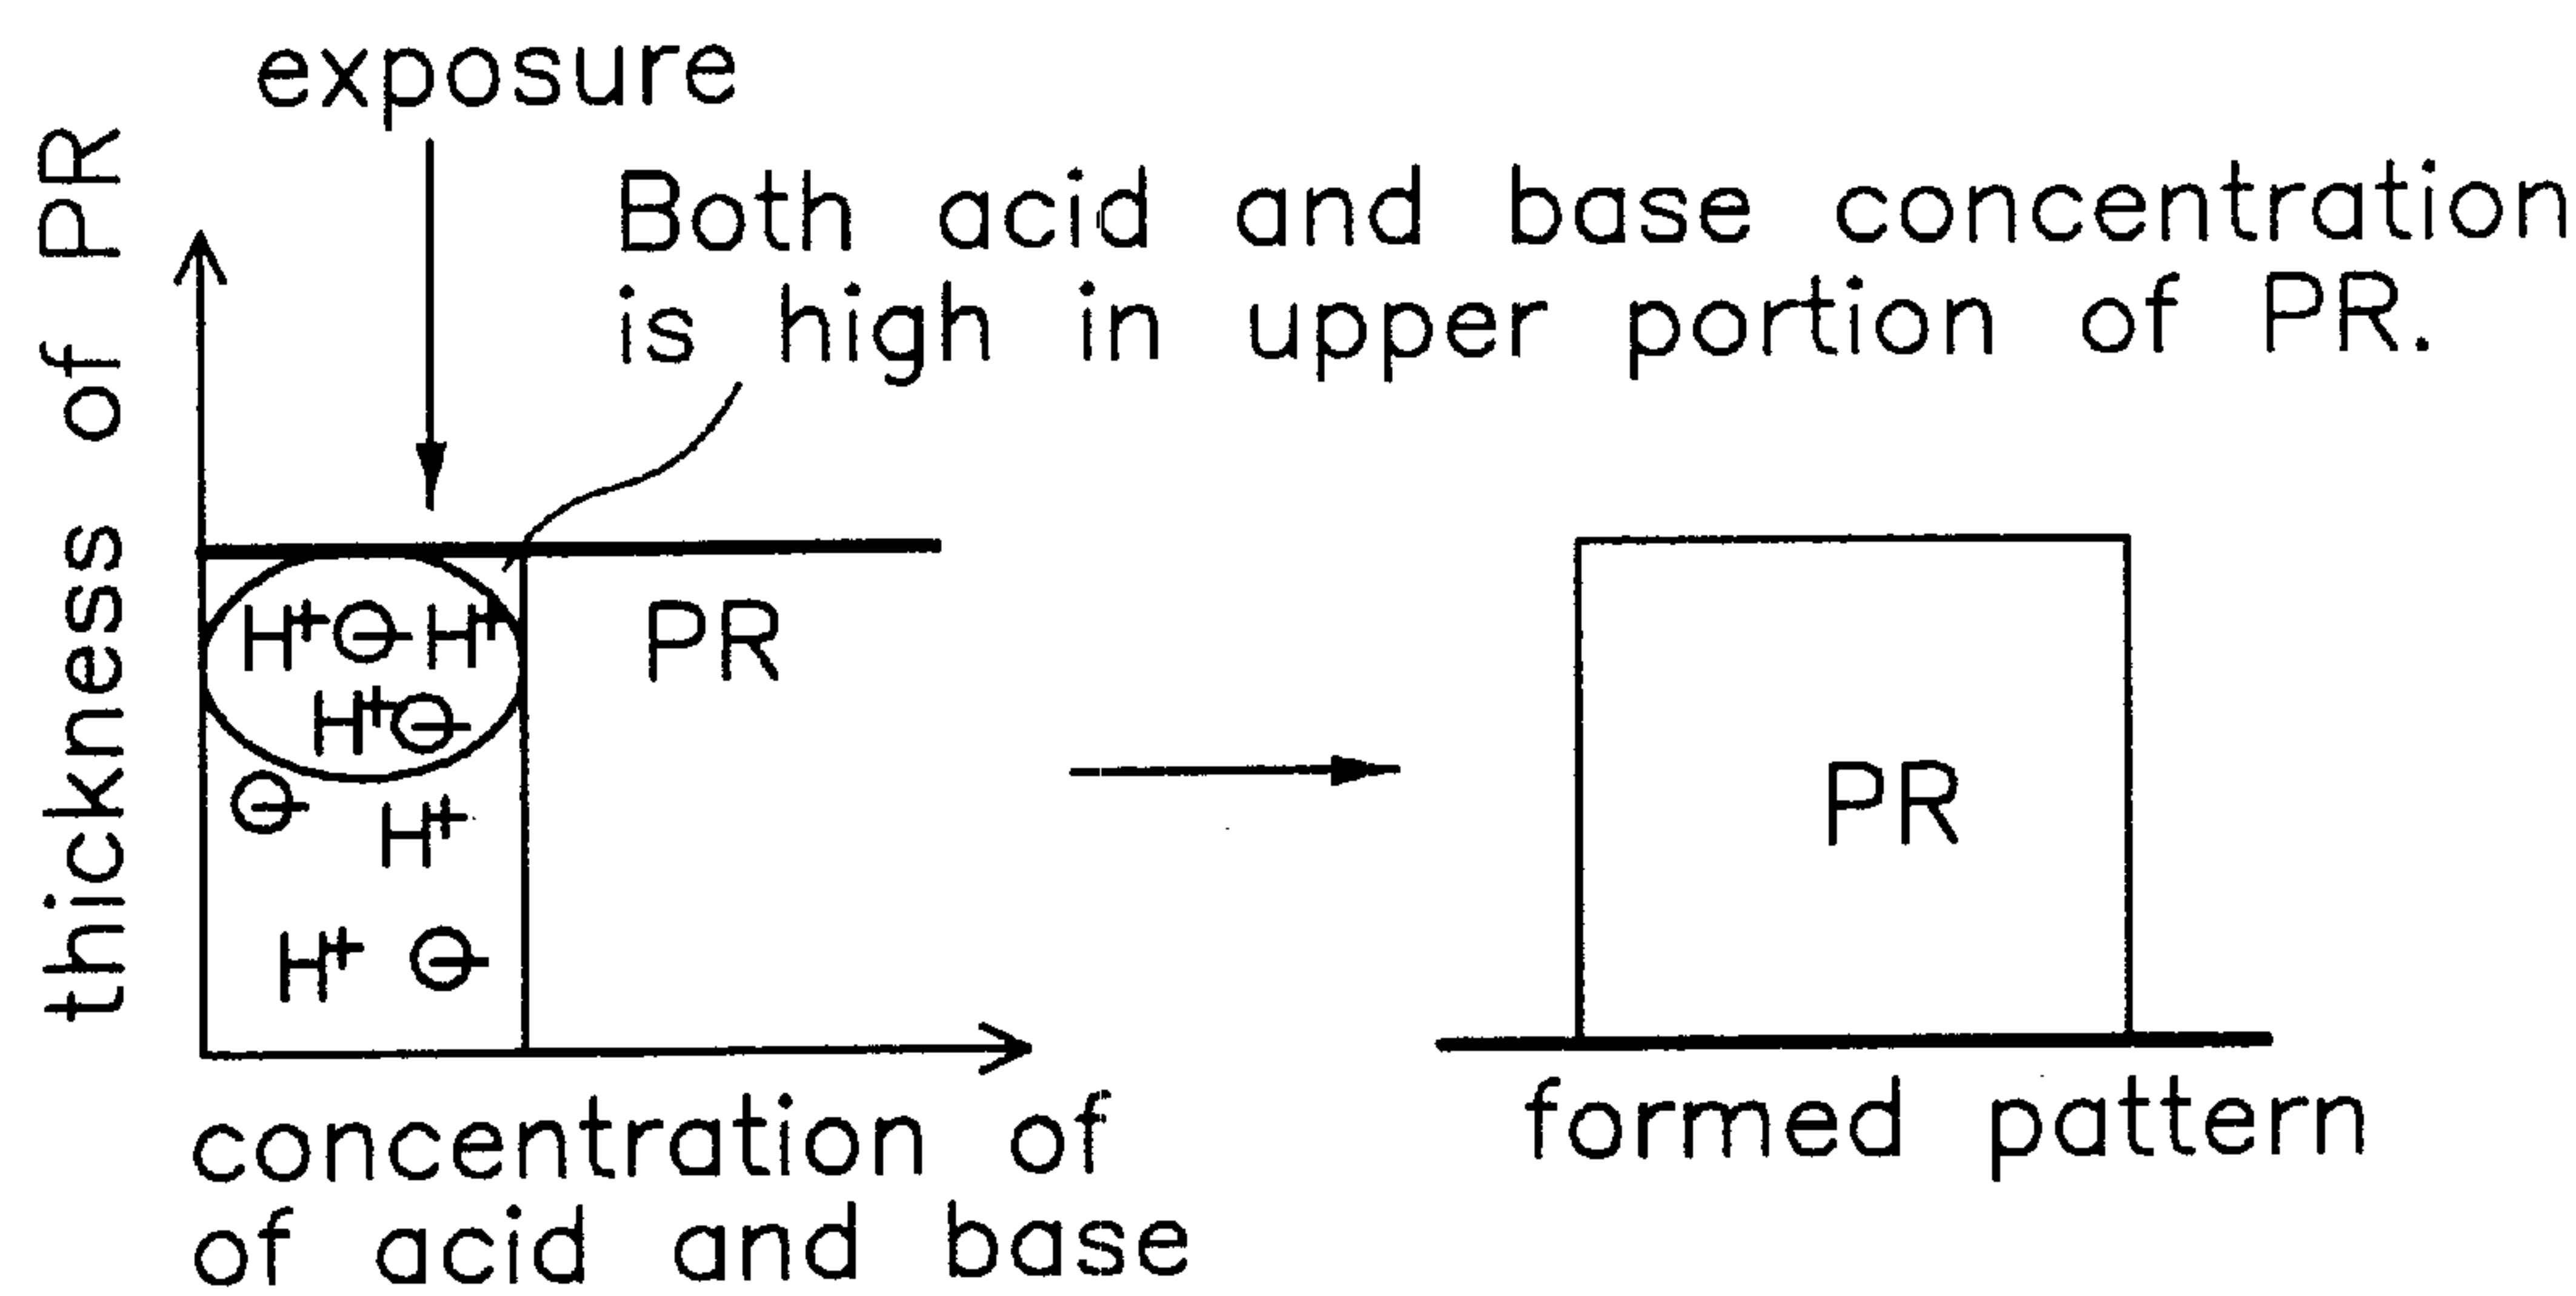 exposure
thickness of PR
Both acid and base concentration
is high in upper portion of PR.
H+ ⊖ H+
H+ ⊖
⊖
H+
H+ ⊖
PR
PR
concentration of
of acid and base
formed pattern